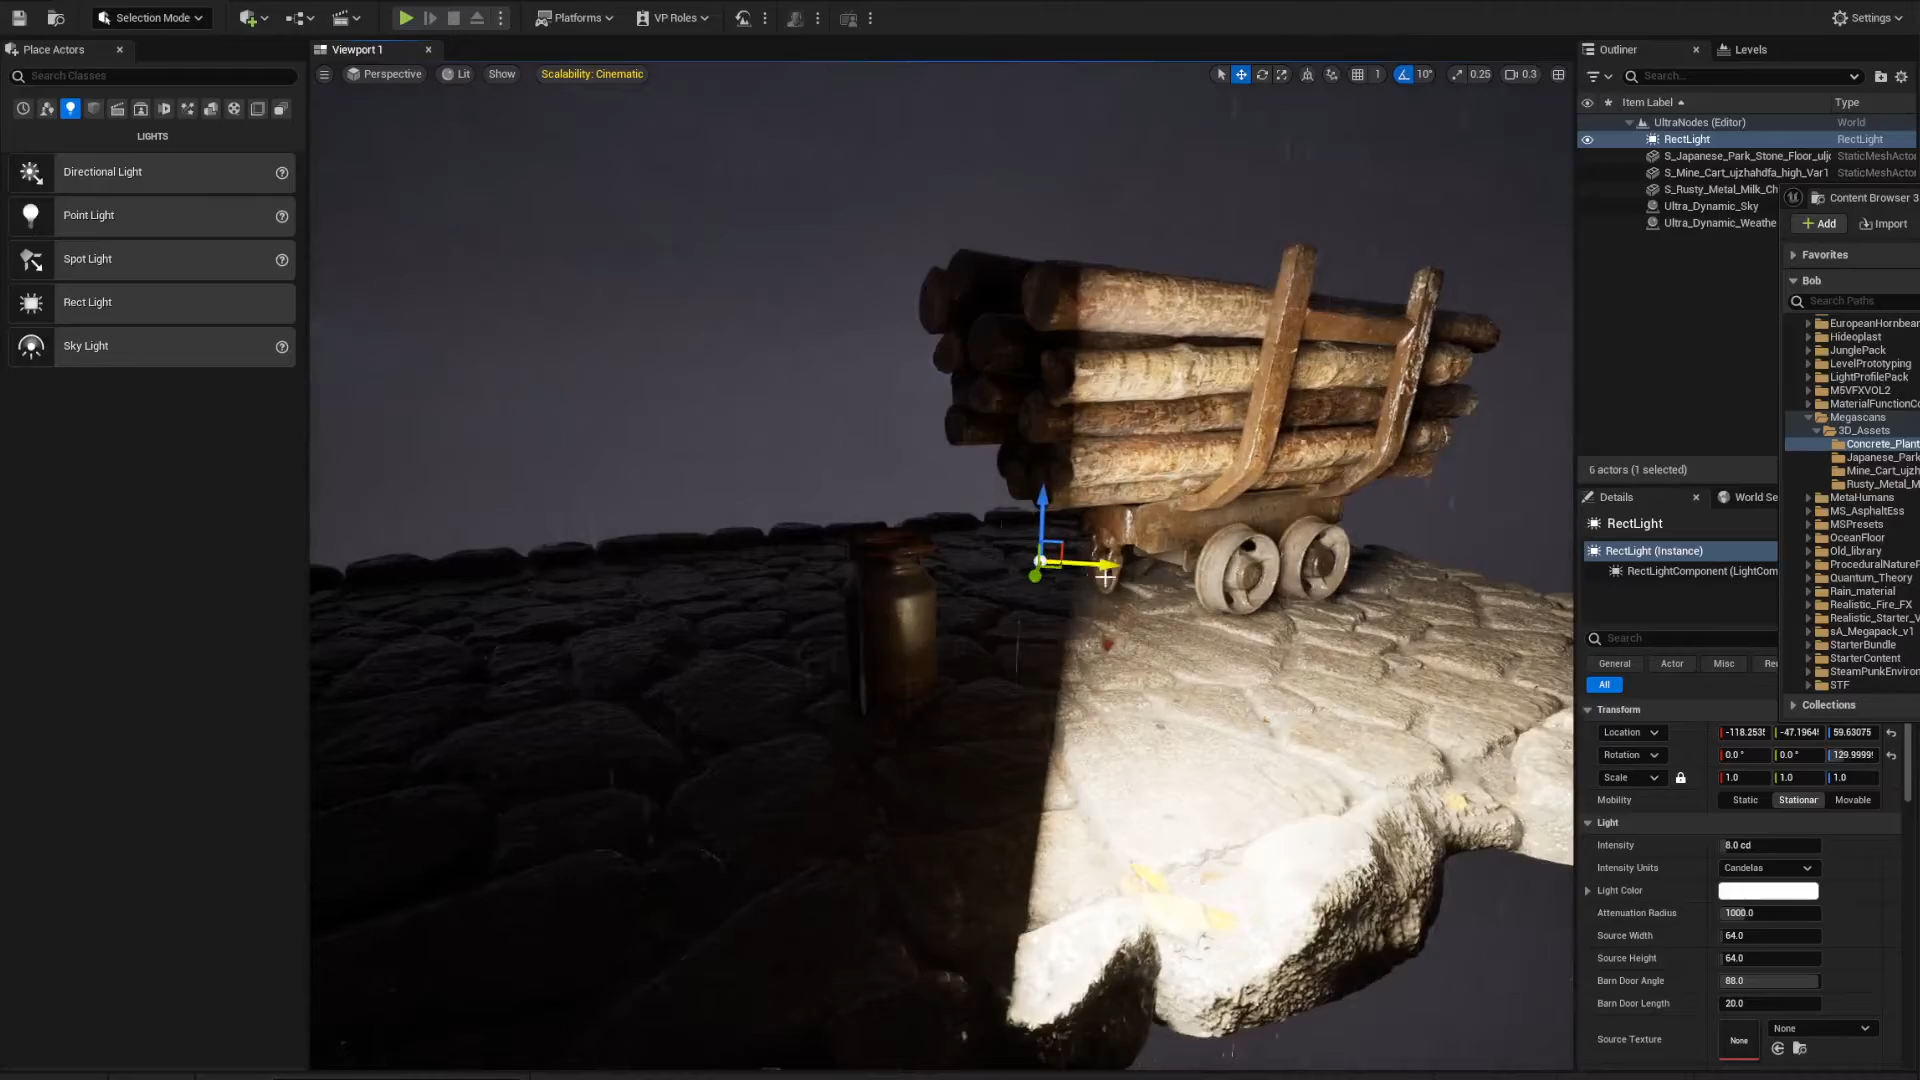 Selection Mode
Platforms
VP Roles
Settings
Place Actors
Search Classes
LIGHTS
Directional Light
Point Light
Spot Light
Rect Light
Sky Light
Viewport 1
Perspective
Lit
Show
Scalability: Cinematic
1
10°
0.25
0.3
Outliner
Levels
Search...
Item Label
Type
UltraNodes (Editor)
World
RectLight
RectLight
S_Japanese_Park_Stone_Floor_ulj
StaticMeshActor
S_Mine_Cart_ujzhahdfa_high_Var1
StaticMeshActor
S_Rusty_Metal_Milk_Ch
Ultra_Dynamic_Sky
Ultra_Dynamic_Weathe
6 actors (1 selected)
Content Browser 3
Add
Import
Favorites
Bob
Search Paths
EuropeanHornbean
Hideoplast
JunglePack
LevelPrototyping
LightProfilePack
M5VFXVOL2
MaterialFunctionCo
Megascans
3D_Assets
Concrete_Plant
Japanese_Park
Mine_Cart_ujzh
Rusty_Metal_M
MetaHumans
MS_AsphaltEss
MSPresets
OceanFloor
Old_library
ProceduralNatureP
Quantum_Theory
Rain_material
Realistic_Fire_FX
Realistic_Starter_V
sA_Megapack_v1
StarterBundle
StarterContent
SteamPunkEnviron
STF
Collections
Details
World Se
RectLight
RectLight (Instance)
RectLightComponent (LightCom
Search
General
Actor
Misc
Re
All
Transform
Location
-118.253
-47.1964
59.63075
Rotation
0.0 °
0.0 °
129.9999
Scale
1.0
1.0
1.0
Mobility
Static
Stationar
Movable
Light
Intensity
8.0 cd
Intensity Units
Candelas
Light Color
Attenuation Radius
1000.0
Source Width
64.0
Source Height
64.0
Barn Door Angle
88.0
Barn Door Length
20.0
Source Texture
None
None